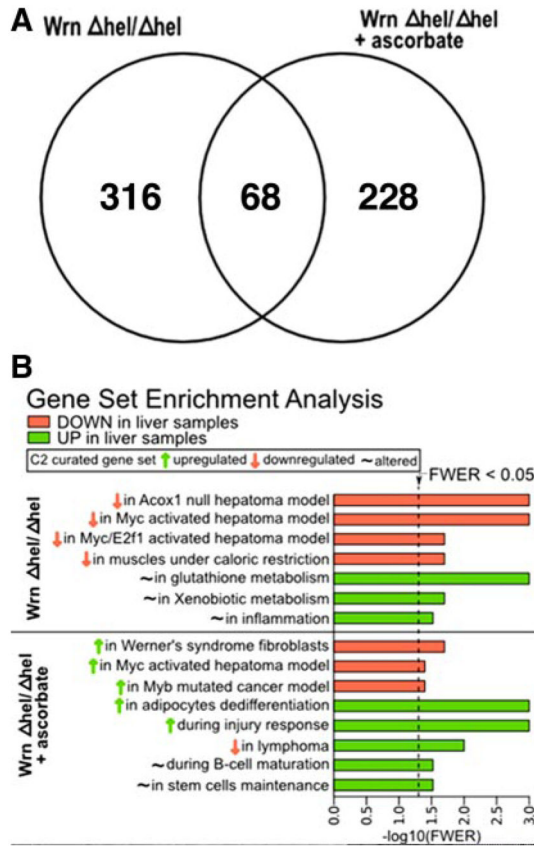 A
Wrn Δhel/Δhel
Wrn Δhel/Δhel
+ ascorbate
316
68
228
B
Gene Set Enrichment Analysis
DOWN in liver samples
UP in liver samples
C2 curated gene set ↑ upregulated ↓ downregulated ~ altered
FWER < 0.05
Wrn Δhel/Δhel
↓ in Acox1 null hepatoma model
↓ in Myc activated hepatoma model
↓ in Myc/E2f1 activated hepatoma model
↓ in muscles under caloric restriction
~ in glutathione metabolism
~ in Xenobiotic metabolism
~ in inflammation
Wrn Δhel/Δhel
+ ascorbate
↑ in Werner's syndrome fibroblasts
↑ in Myc activated hepatoma model
↑ in Myb mutated cancer model
↑ in adipocytes dedifferentiation
↑ during injury response
↓ in lymphoma
~ during B-cell maturation
~ in stem cells maintenance
0.0 0.5 1.0 1.5 2.0 2.5 3.0
-log10(FWER)